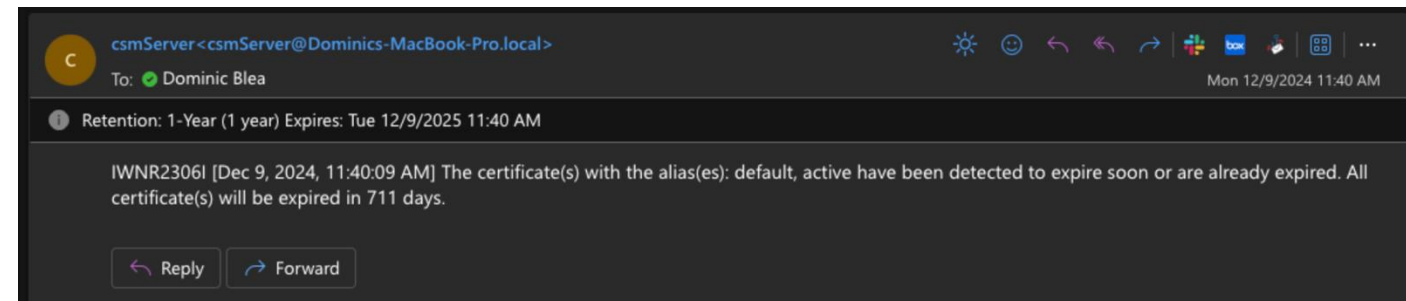 C
csmServer<csmServer@Dominics-MacBook-Pro.local>
box
To: Dominic Blea
Mon 12/9/2024 11:40 AM
Retention: 1-Year (1 year) Expires: Tue 12/9/2025 11:40 AM
IWNR2306I [Dec 9, 2024, 11:40:09 AM] The certificate(s) with the alias(es): default, active have been detected to expire soon or are already expired. All
certificate(s) will be expired in 711 days.
Reply
Forward